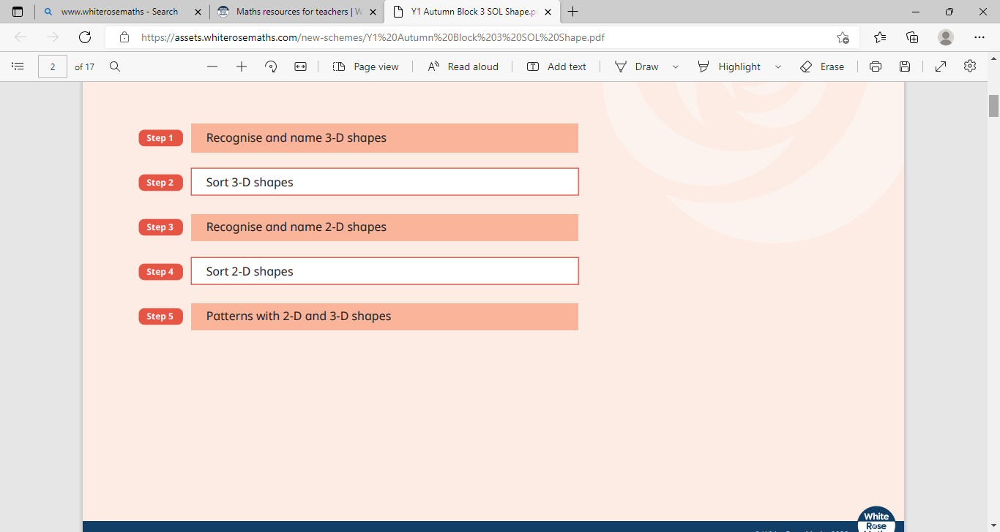 www.whiterosemaths - Search
Maths resources for teachers | W
Y1 Autumn Block 3 SOL Shape.p
https://assets.whiterosemaths.com/new-schemes/Y1%20Autumn%20Block%203%20SOL%20Shape.pdf
2 of 17 Page view Read aloud Add text Draw Highlight Erase
Step 1 Recognise and name 3-D shapes
Step 2 Sort 3-D shapes
Step 3 Recognise and name 2-D shapes
Step 4 Sort 2-D shapes
Step 5 Patterns with 2-D and 3-D shapes
White
Rose